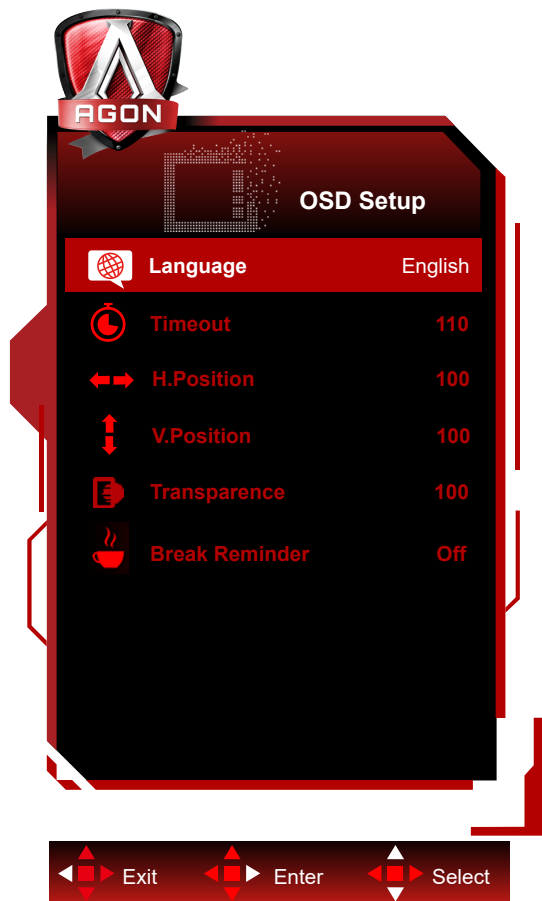 AGON
OSD Setup
Language English
Timeout 110
H.Position 100
V.Position 100
Transparence 100
Break Reminder Off
Exit Enter Select